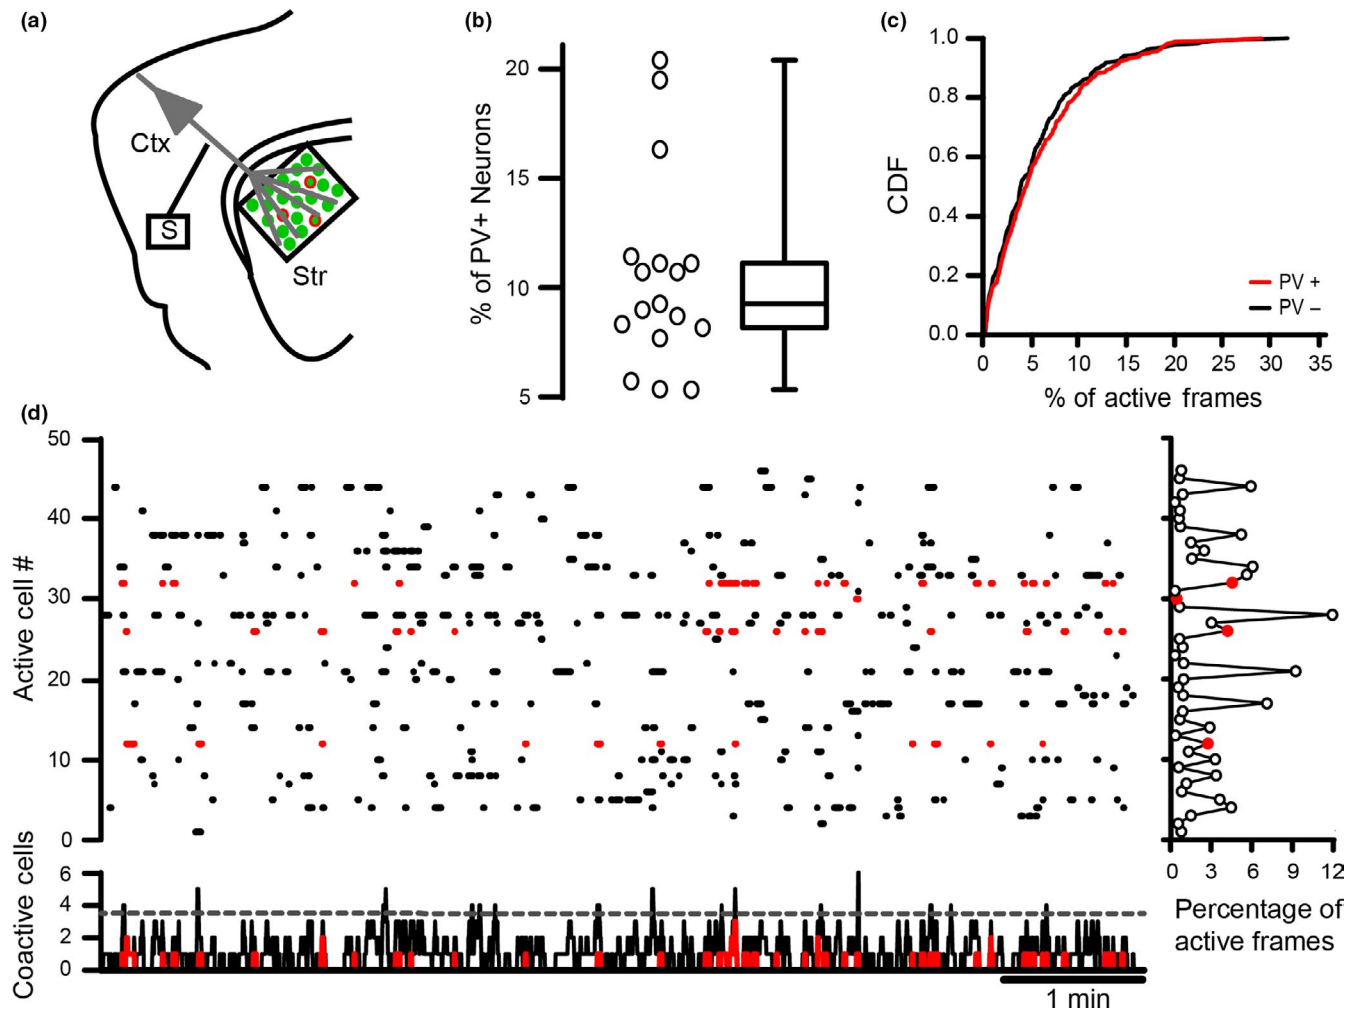 (a)
Ctx
S
Str
(b)
% of PV+ Neurons
20
15
10
5
(c)
CDF
1.0
0.8
0.6
0.4
0.2
0.0
PV +
PV –
0 5 10 15 20 25 30 35
% of active frames
(d)
Active cell #
50
40
30
20
10
0
Coactive cells
6
4
2
0
1 min
0 3 6 9 12
Percentage of
active frames